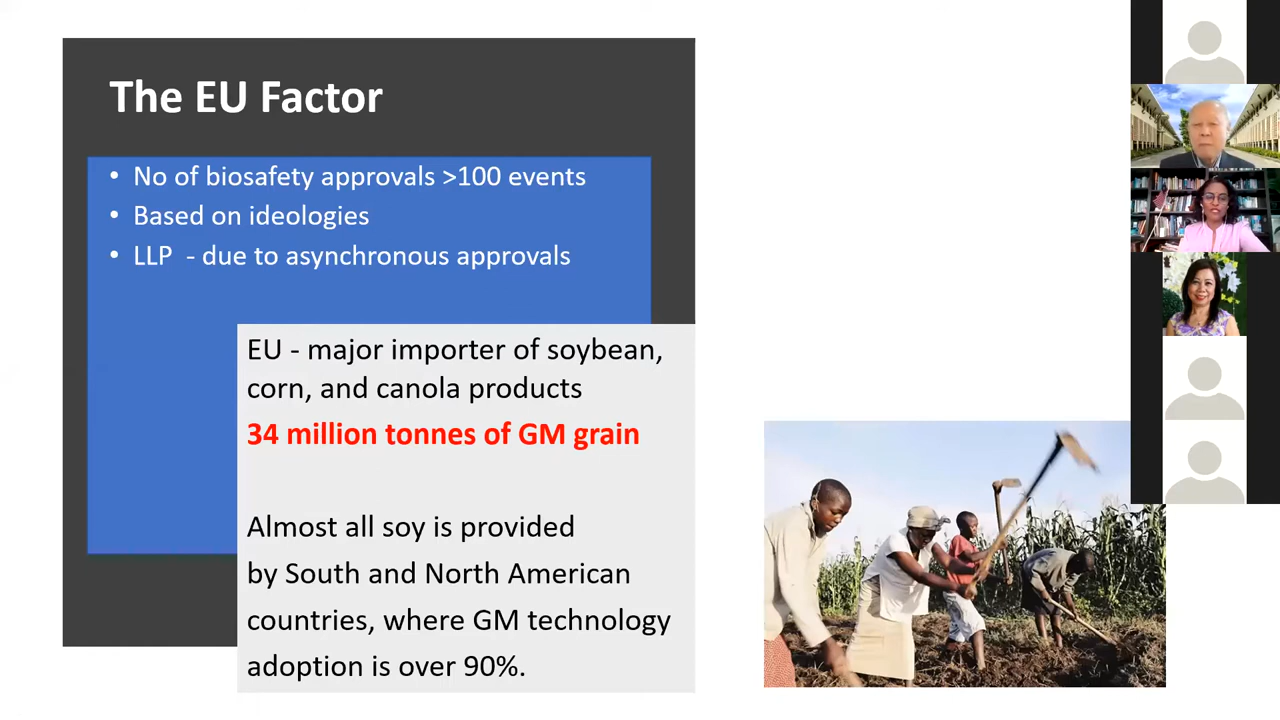 The EU Factor
• No of biosafety approvals >100 events
• Based on ideologies
• LLP - due to asynchronous approvals
EU - major importer of soybean,
corn, and canola products
34 million tonnes of GM grain
Almost all soy is provided
by South and North American
countries, where GM technology
adoption is over 90%.